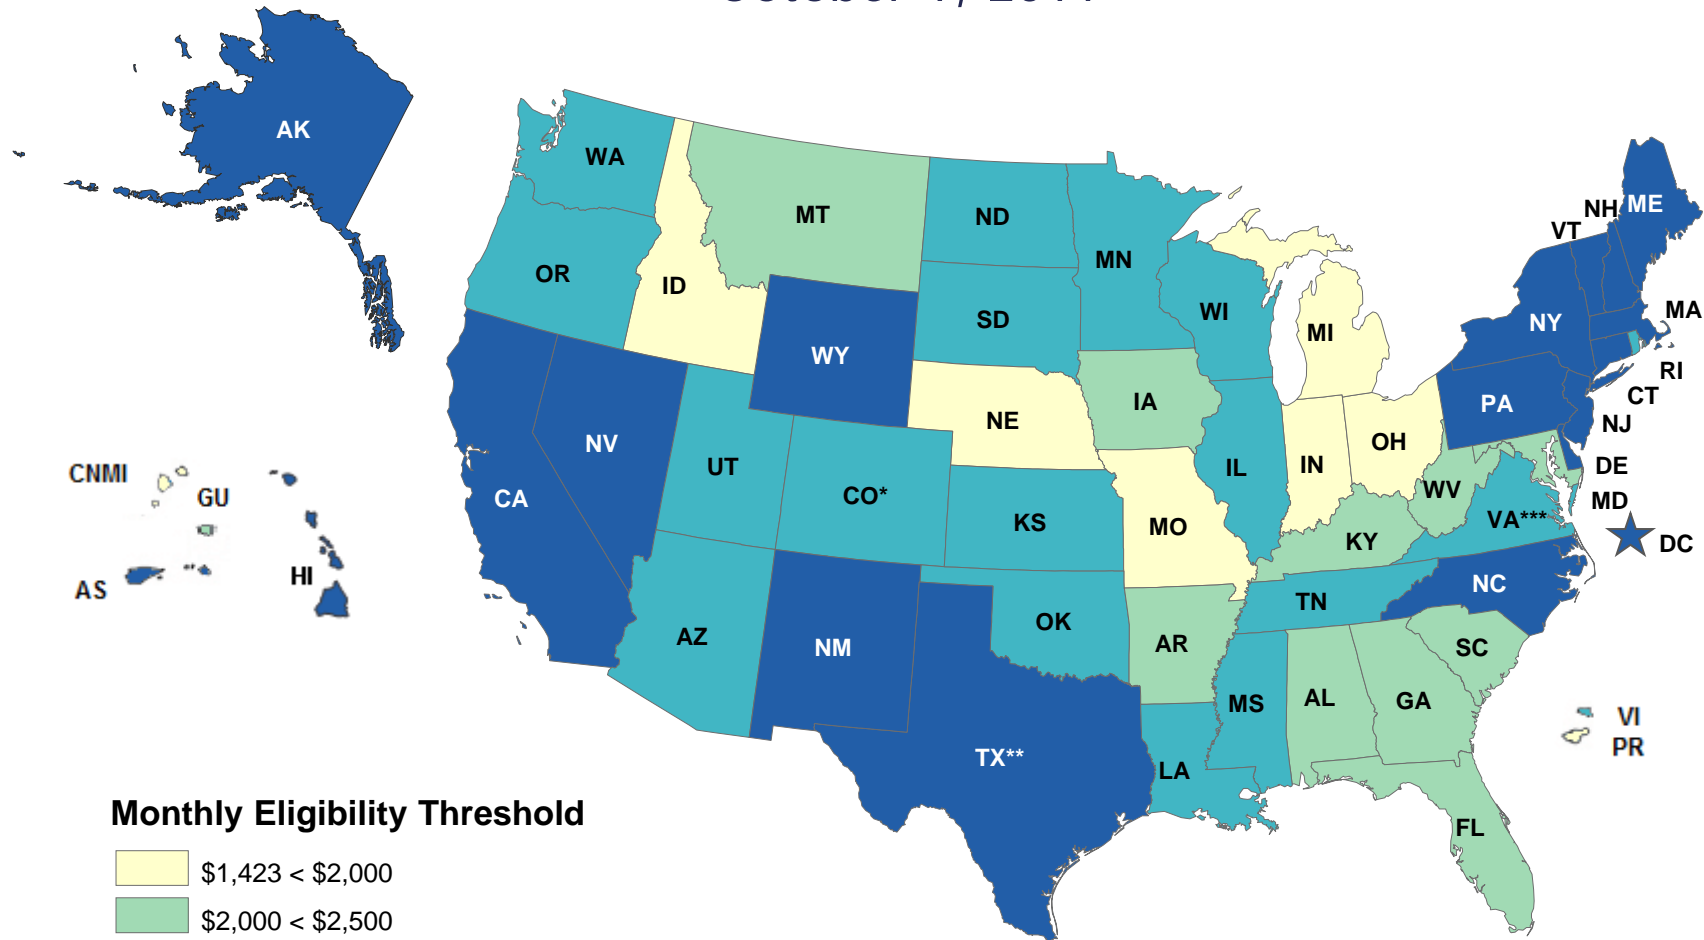 AK
WA
MT
ND
MN
OR
ID
SD
WI
MI
WY
NE
IA
NV
UT
CO*
CA
KS
MO
IL
IN
OH
KY
WV
VA***
PA
NY
VT
NH
ME
MA
RI
CT
NJ
DE
MD
DC
NC
TN
SC
AR
OK
AZ
NM
TX**
LA
MS
AL
GA
FL
CNMI
GU
AS
HI
VI
PR
Monthly Eligibility Threshold
$1,423 < $2,000
$2,000 < $2,500